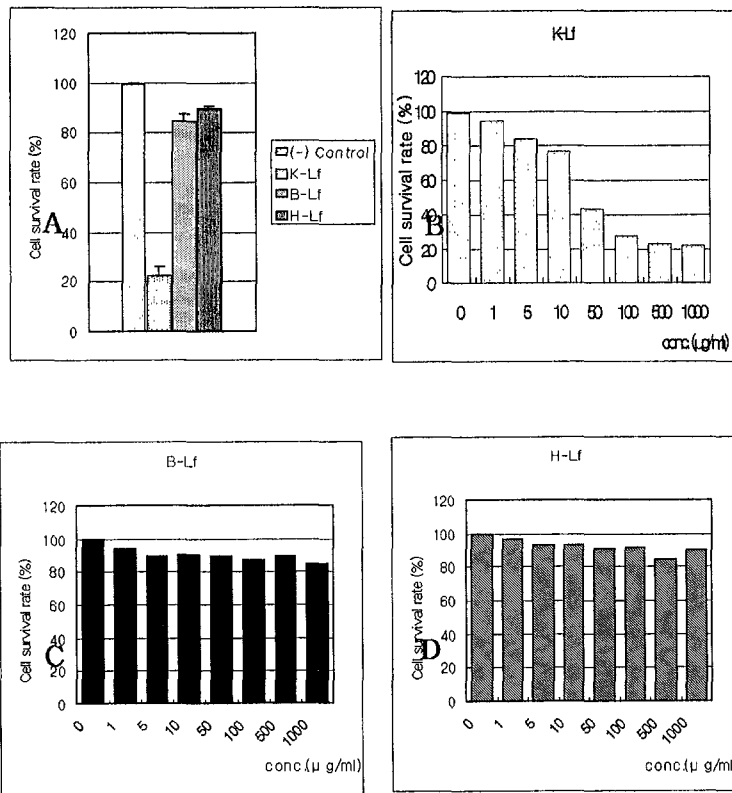 A
Cell survival rate (%)
120
100
80
60
40
20
0
(-) Control
K-Lf
B-Lf
H-Lf
K-Lf
B
Cell survival rate (%)
120
100
80
60
40
20
0
0 1 5 10 50 100 500 1000
conc.(µg/ml)
B-Lf
C
Cell survival rate (%)
120
100
80
60
40
20
0
0 1 5 10 50 100 500 1000
conc.(µ g/ml)
H-Lf
D
Cell survival rate (%)
120
100
80
60
40
20
0
0 1 5 10 50 100 500 1000
conc.(µ g/ml)